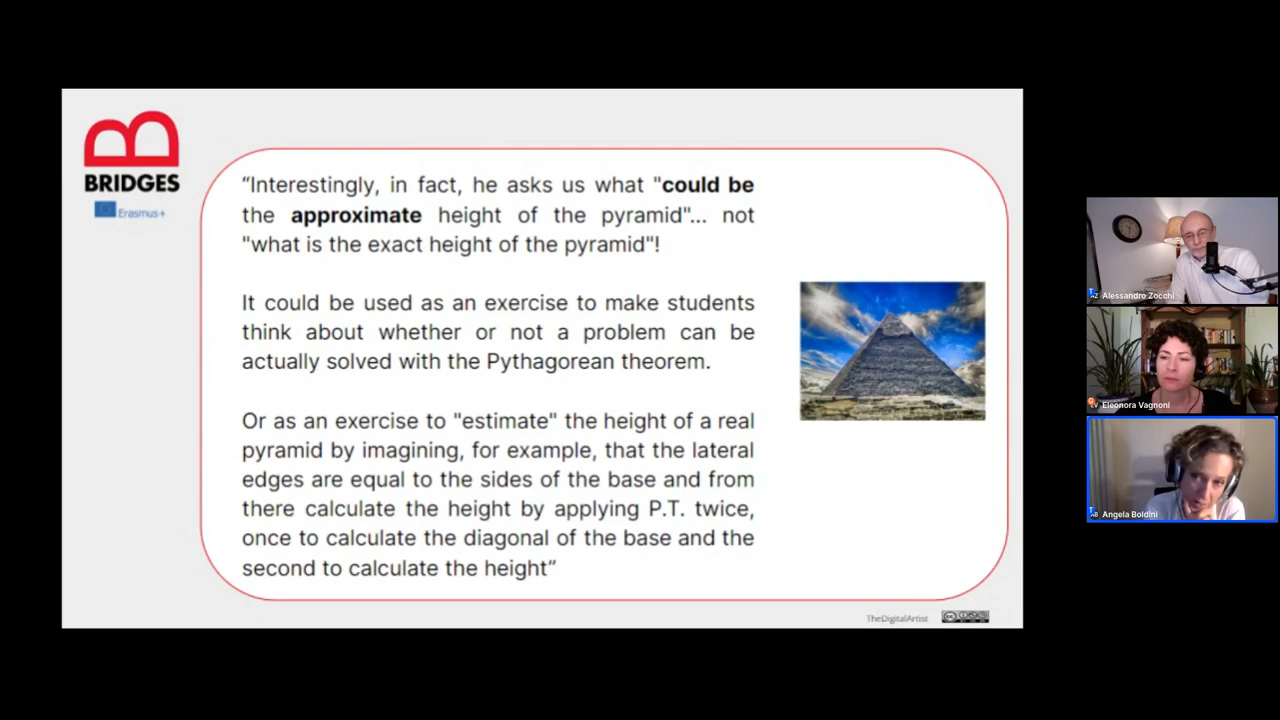 BRIDGES
Erasmus+
“Interestingly, in fact, he asks us what "could be
the approximate height of the pyramid"... not
"what is the exact height of the pyramid"!
It could be used as an exercise to make students
think about whether or not a problem can be
actually solved with the Pythagorean theorem.
Or as an exercise to "estimate" the height of a real
pyramid by imagining, for example, that the lateral
edges are equal to the sides of the base and from
there calculate the height by applying P.T. twice,
once to calculate the diagonal of the base and the
second to calculate the height”
TheDigitalArtist
Alessandro Zocchi
Eleonora Vagnoni
Angela Boldini